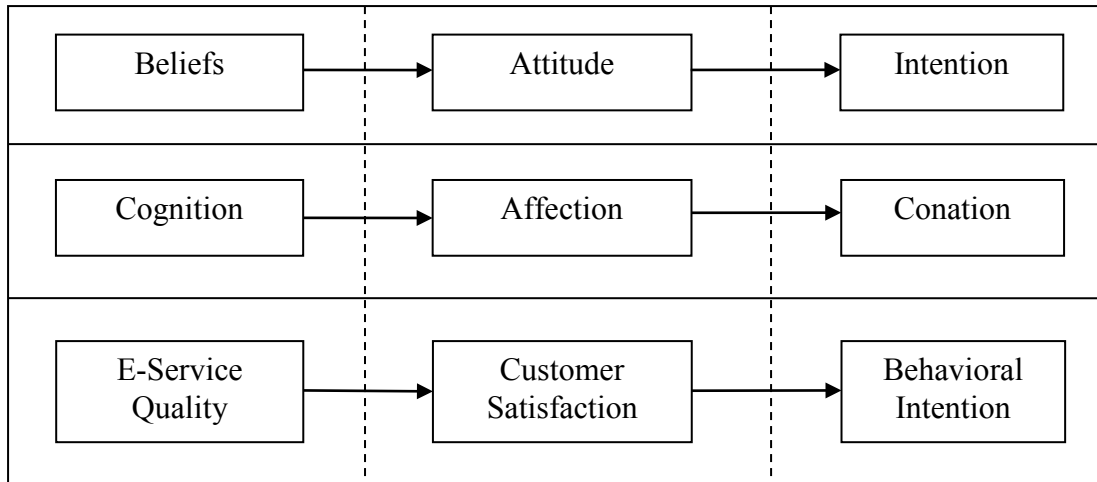 Beliefs
Attitude
Intention
Cognition
Affection
Conation
E-Service
Quality
Customer
Satisfaction
Behavioral
Intention